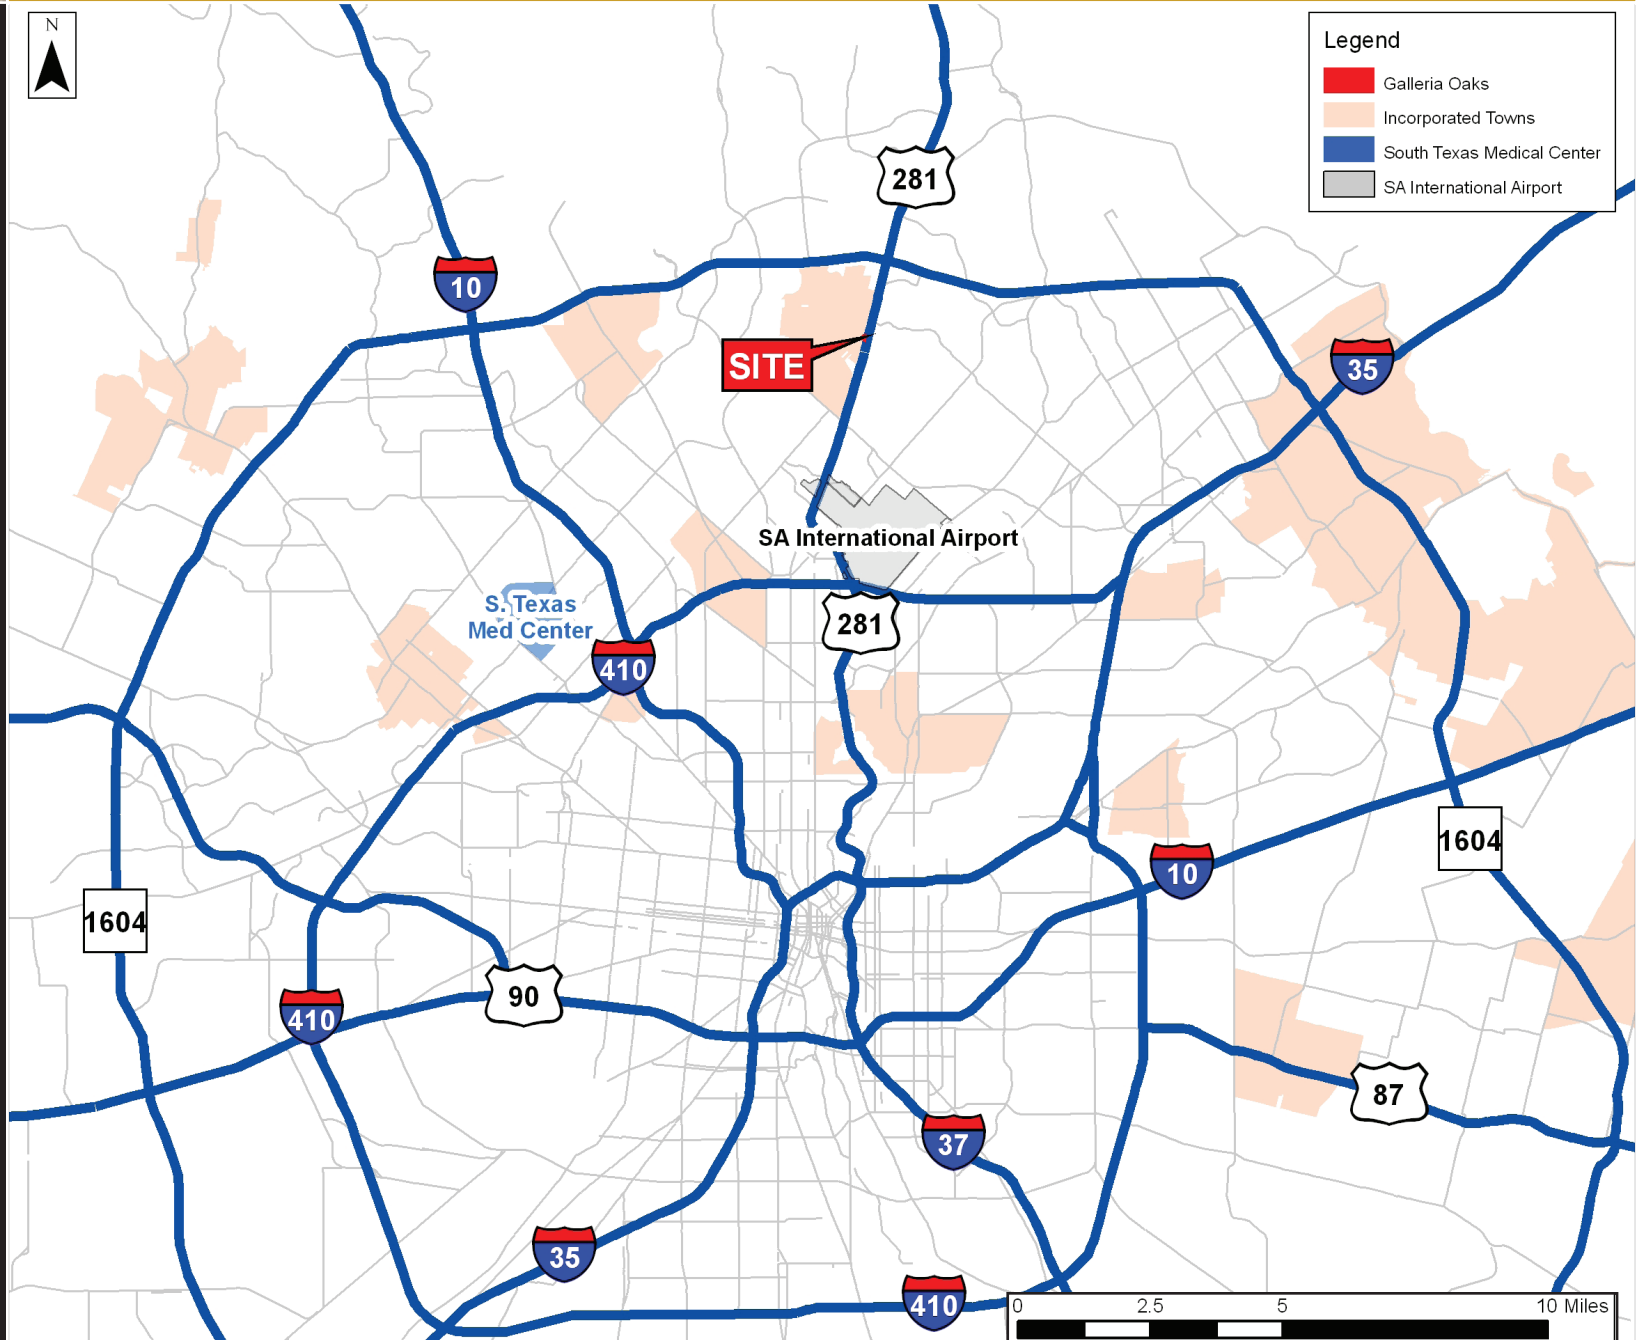 N
Legend
Galleria Oaks
Incorporated Towns
South Texas Medical Center
SA International Airport
281
10
35
SITE
SA International Airport
S. Texas
Med Center
281
410
1604
10
1604
90
410
87
37
35
410
0 2.5 5 10 Miles